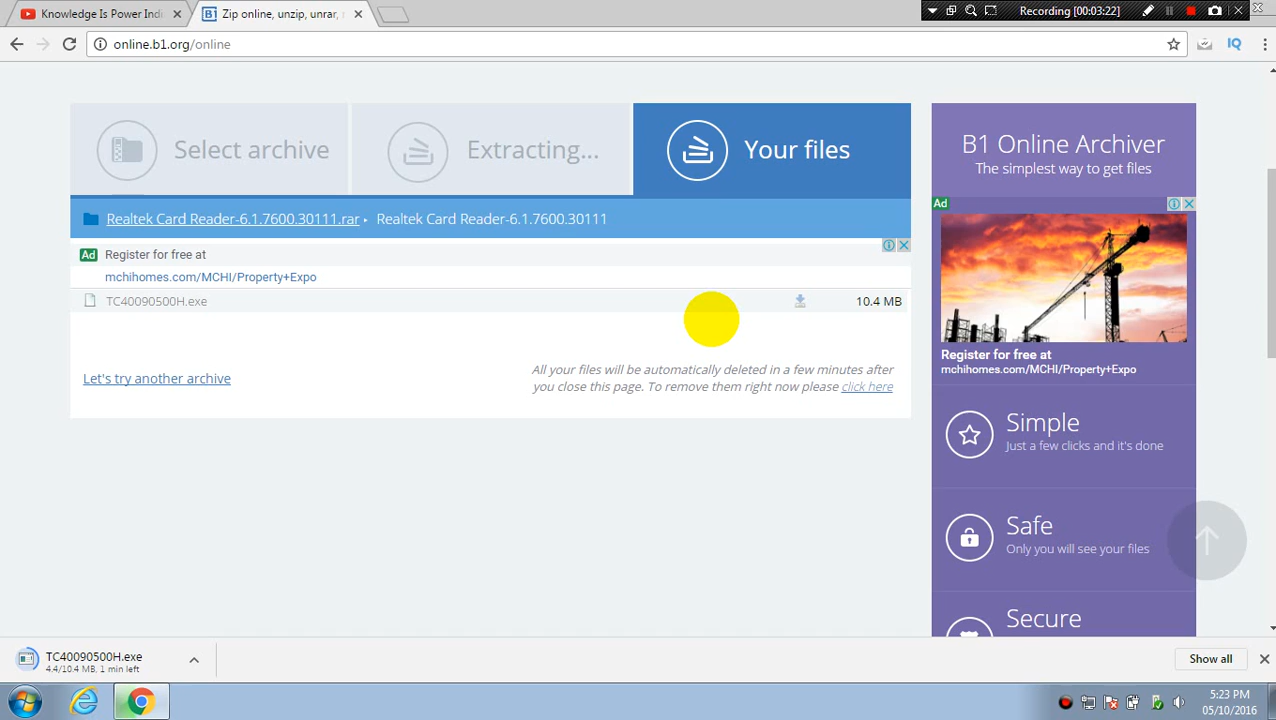 Knowledge Is Power Indi
B1 Zip online, unzip, unrar, r
Recording [00:03:22]
online.b1.org/online
IQ
Select archive
Extracting...
Your files
B1 Online Archiver
The simplest way to get files
Realtek Card Reader-6.1.7600.30111.rar
Realtek Card Reader-6.1.7600.30111
Ad
Ad Register for free at
mchihomes.com/MCHI/Property+Expo
TC40090500H.exe 10.4 MB
Register for free at
mchihomes.com/MCHI/Property+Expo
Let's try another archive
All your files will be automatically deleted in a few minutes after
you close this page. To remove them right now please click here
Simple
Just a few clicks and it's done
Safe
Only you will see your files
Secure
TC40090500H.exe
4.4/10.4 MB, 1 min left
Show all
5:23 PM
05/10/2016